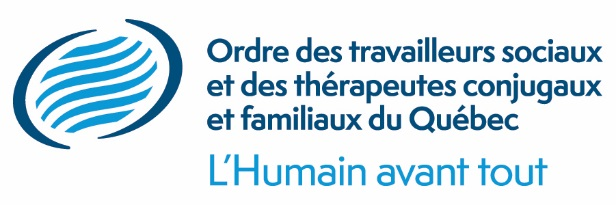 Ordre des travailleurs sociaux
et des thérapeutes conjugaux
et familiaux du Québec
L'Humain avant tout